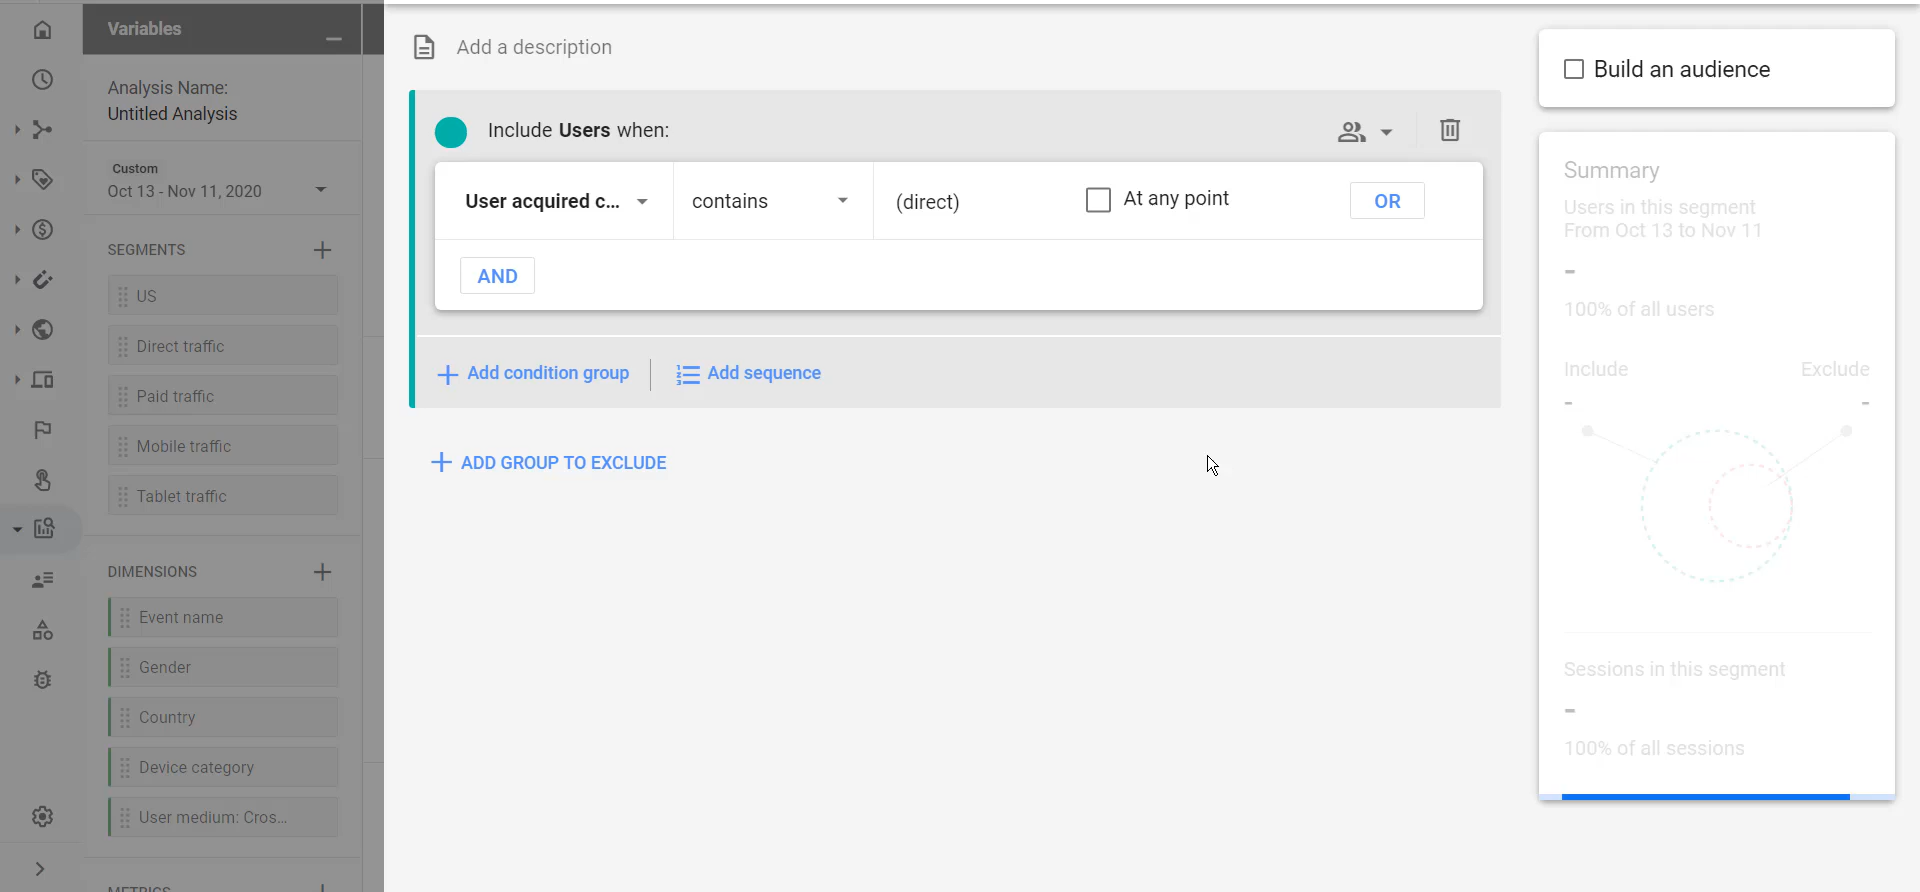 Variables
Analysis Name:
Untitled Analysis
Custom
Oct 13 - Nov 11, 2020
SEGMENTS
US
Direct traffic
Paid traffic
Mobile traffic
Tablet traffic
DIMENSIONS
Event name
Gender
Country
Device category
User medium: Cros...
METRICS
Add a description
Include Users when:
User acquired c... contains (direct) At any point OR
AND
Add condition group Add sequence
ADD GROUP TO EXCLUDE
Build an audience
Summary
Users in this segment
From Oct 13 to Nov 11
-
100% of all users
Include Exclude
- -
Sessions in this segment
-
100% of all sessions